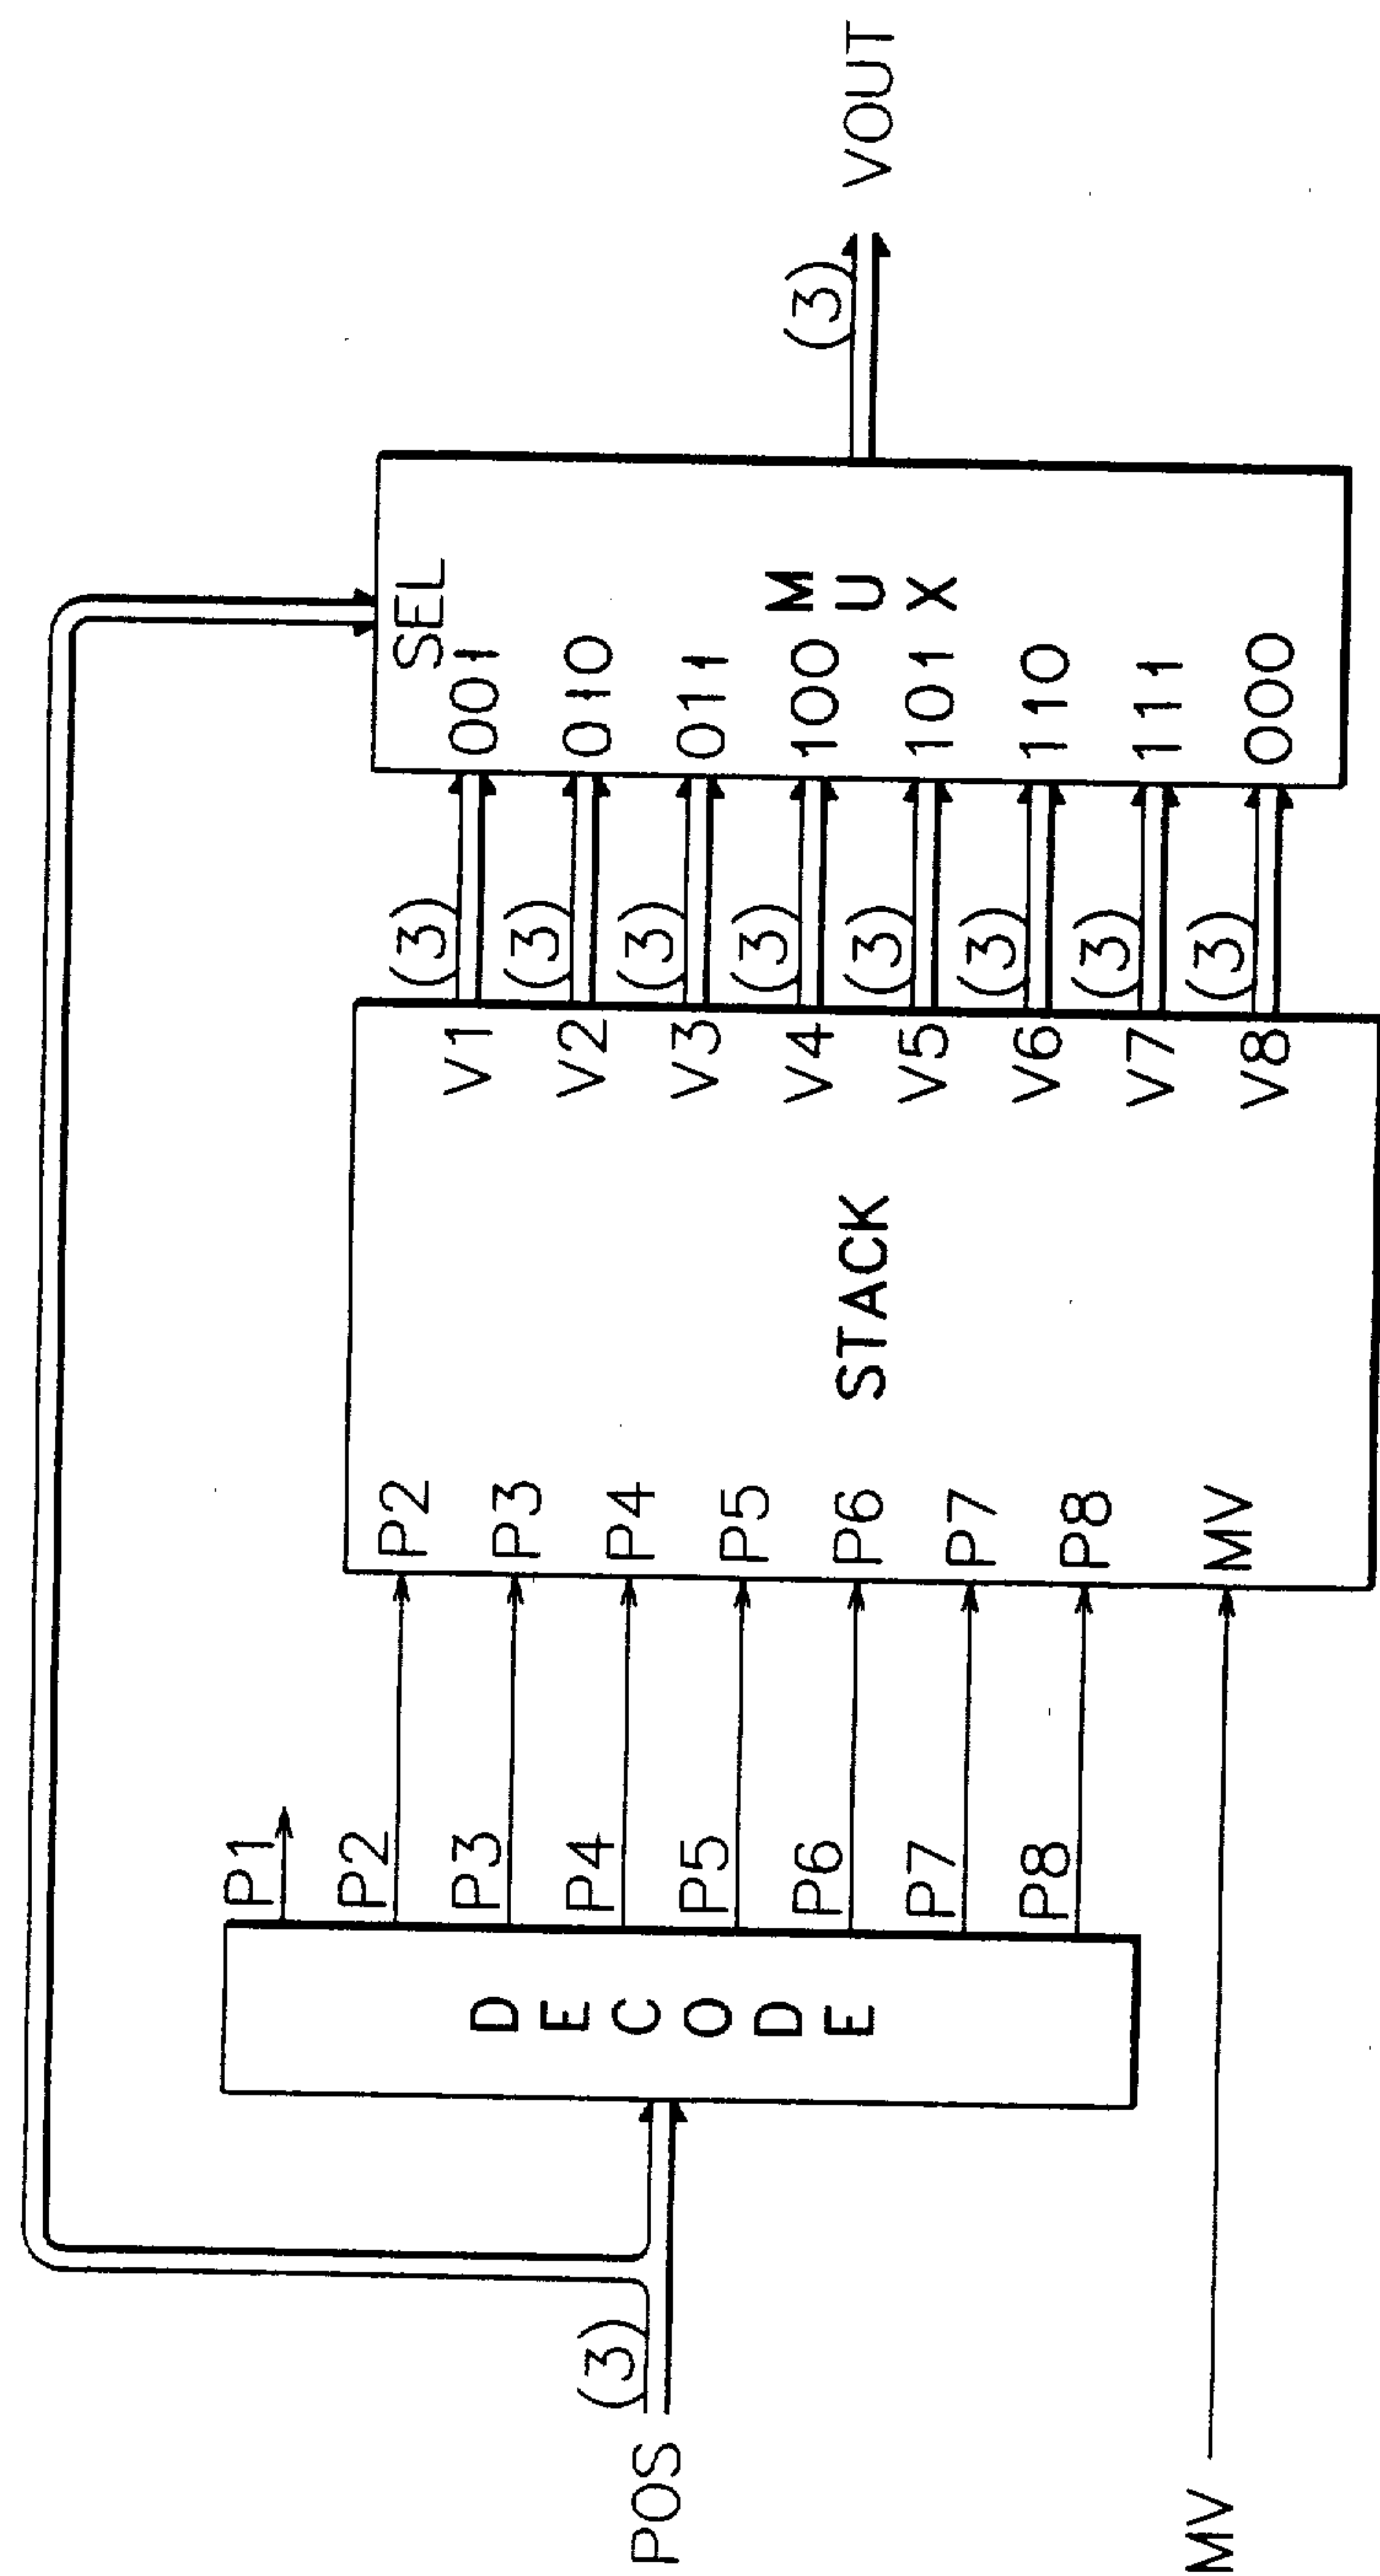 POS
(3)
MV
DECODE
P1
P2
P3
P4
P5
P6
P7
P8
P2
P3
P4
P5
P6
P7
P8
MV
STACK
V1
V2
V3
V4
V5
V6
V7
V8
(3)
(3)
(3)
(3)
(3)
(3)
(3)
(3)
SEL
001
010
011
100
101
110
111
000
MUX
(3)
VOUT